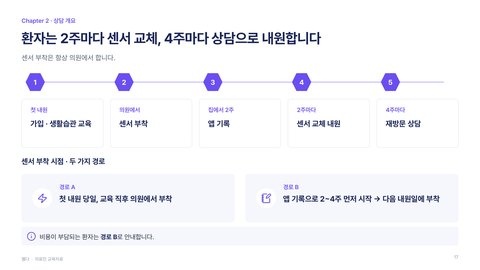 Chapter 2 · 상담 개요
환자는 2주마다 센서 교체, 4주마다 상담으로 내원합니다
센서 부착은 항상 의원에서 합니다.
1
2
3
4
5
첫 내원
가입 · 생활습관 교육
의원에서
센서 부착
집에서 2주
앱 기록
2주마다
센서 교체 내원
4주마다
재방문 상담
센서 부착 시점 · 두 가지 경로
경로 A
첫 내원 당일, 교육 직후 의원에서 부착
경로 B
앱 기록으로 2~4주 먼저 시작 → 다음 내원일에 부착
비용이 부담되는 환자는 경로 B로 안내합니다.
의료진 교육자료